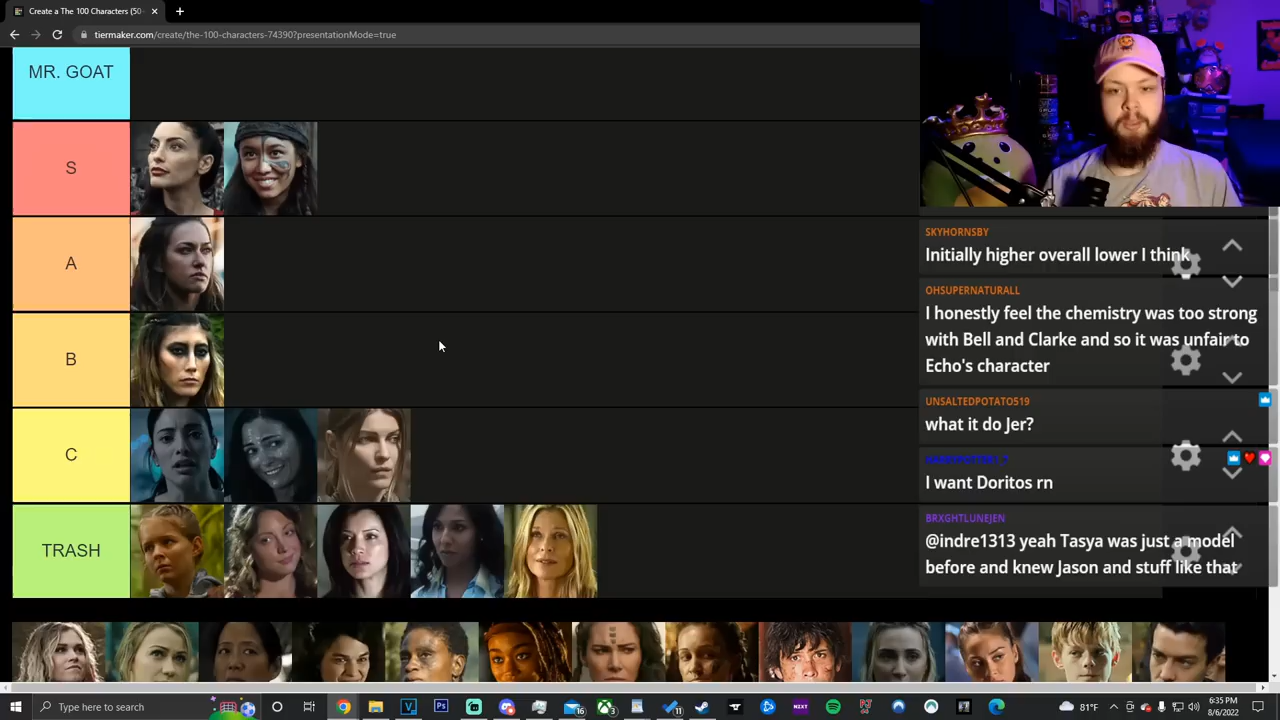 Create a The 100 Characters (50-
tiermaker.com/create/the-100-characters-74390?presentationMode=true
MR. GOAT
S
A
B
C
TRASH
SKYHORNSBY
Initially higher overall lower I think
OHSUPERNATURALL
I honestly feel the chemistry was too strong
with Bell and Clarke and so it was unfair to
Echo's character
UNSALTEDPOTATO519
what it do Jer?
I want Doritos rn
BRXGHTLUNEJEN
@indre1313 yeah Tasya was just a model
before and knew Jason and stuff like that
Type here to search
16
3
11
NEXT
81°F
6:35 PM
8/6/2022